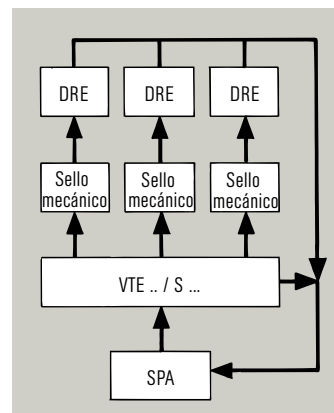 DRE
DRE
DRE
Sello
mecánico
Sello
mecánico
Sello
mecánico
VTE .. / S ...
SPA